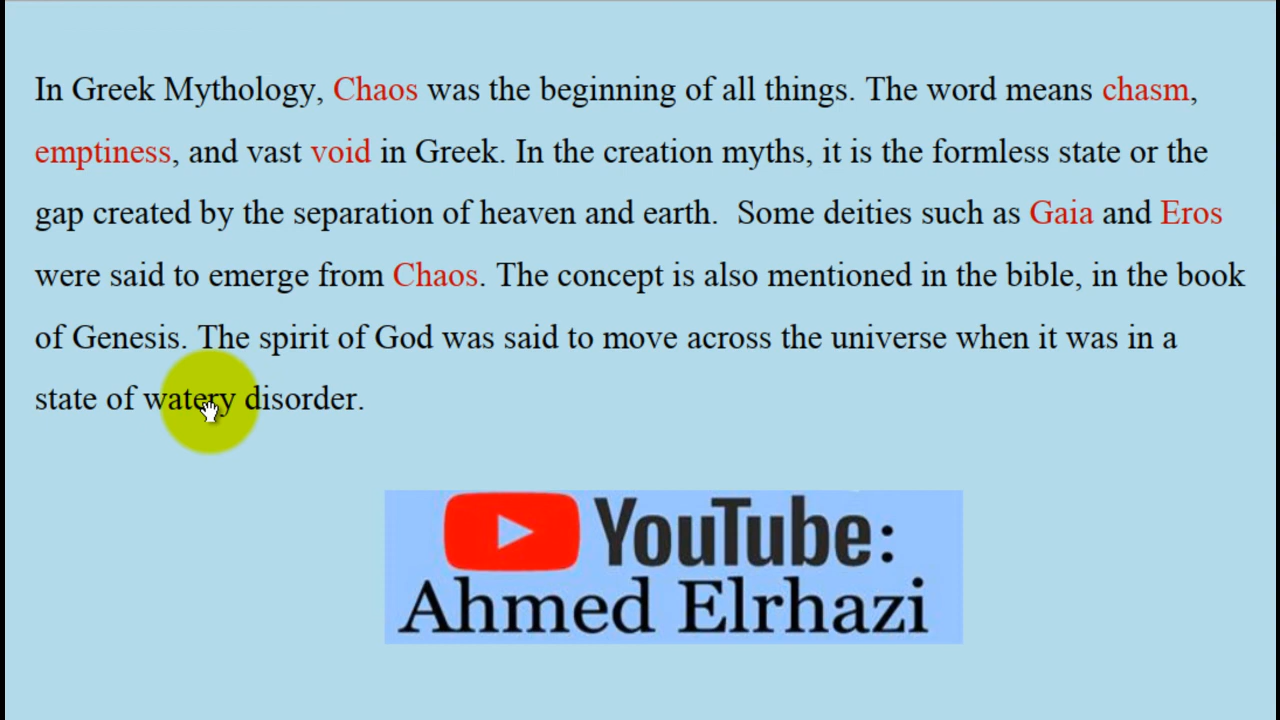 In Greek Mythology, Chaos was the beginning of all things. The word means chasm,
emptiness, and vast void in Greek. In the creation myths, it is the formless state or the
gap created by the separation of heaven and earth.  Some deities such as Gaia and Eros
were said to emerge from Chaos. The concept is also mentioned in the bible, in the book
of Genesis. The spirit of God was said to move across the universe when it was in a
state of watery disorder.
YouTube:
Ahmed Elrhazi